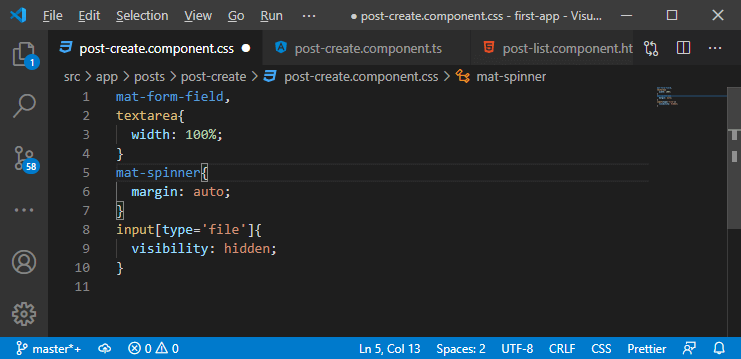 File Edit View Go Run ··· ● post-create.component.css - first-app - Visu...
post-create.component.css ● post-create.component.ts post-list.component.ht ···
src > app > posts > post-create > post-create.component.css > mat-spinner
1 mat-form-field,
2 textarea{
3 width: 100%;
4 }
5 mat-spinner{
6 margin: auto;
7 }
8 input[type='file']{
9 visibility: hidden;
10 }
11
1
58
master*+ 0 0 Ln 5, Col 13 Spaces: 2 UTF-8 CRLF CSS Prettier